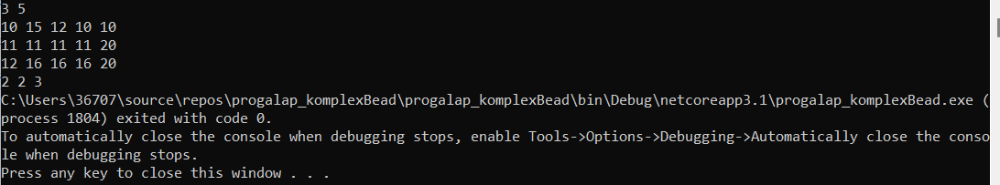 3 5
10 15 12 10 10
11 11 11 11 20
12 16 16 16 20
2 2 3
C:\Users\36707\source\repos\progalap_komplexBead\progalap_komplexBead\bin\Debug\netcoreapp3.1\progalap_komplexBead.exe (
process 1804) exited with code 0.
To automatically close the console when debugging stops, enable Tools->Options->Debugging->Automatically close the conso
le when debugging stops.
Press any key to close this window . . .